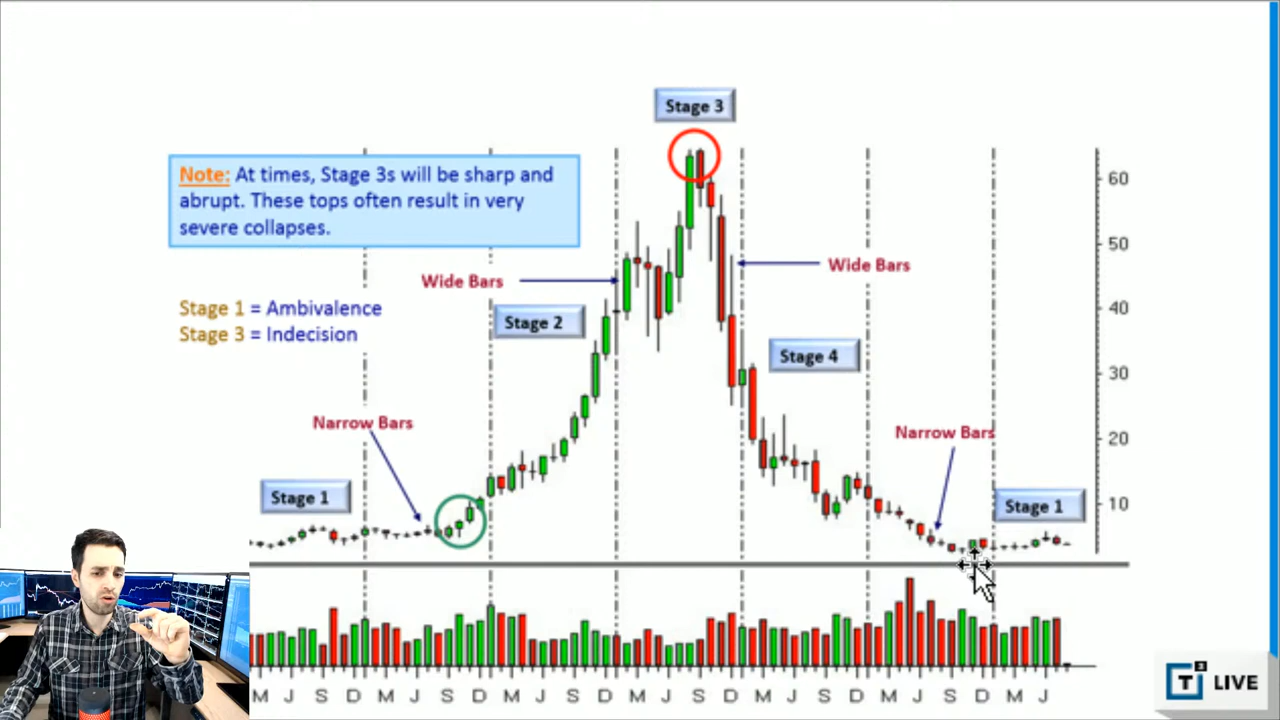 Stage 3
Note: At times, Stage 3s will be sharp and
abrupt. These tops often result in very
severe collapses.
60
50
Wide Bars
Wide Bars
Stage 1 = Ambivalence
Stage 3 = Indecision
40
Stage 2
Stage 4
30
Narrow Bars
Narrow Bars
20
Stage 1
Stage 1
10
M J S D M J S D M J S D M J S D M J S D M J S D M J
T3 LIVE